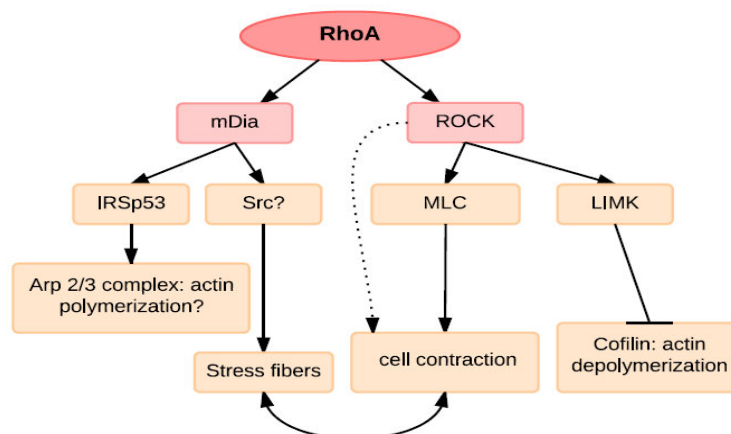 RhoA
mDia
ROCK
IRSp53
Src?
MLC
LIMK
Arp 2/3 complex: actin
polymerization?
Stress fibers
cell contraction
Cofilin: actin
depolymerization